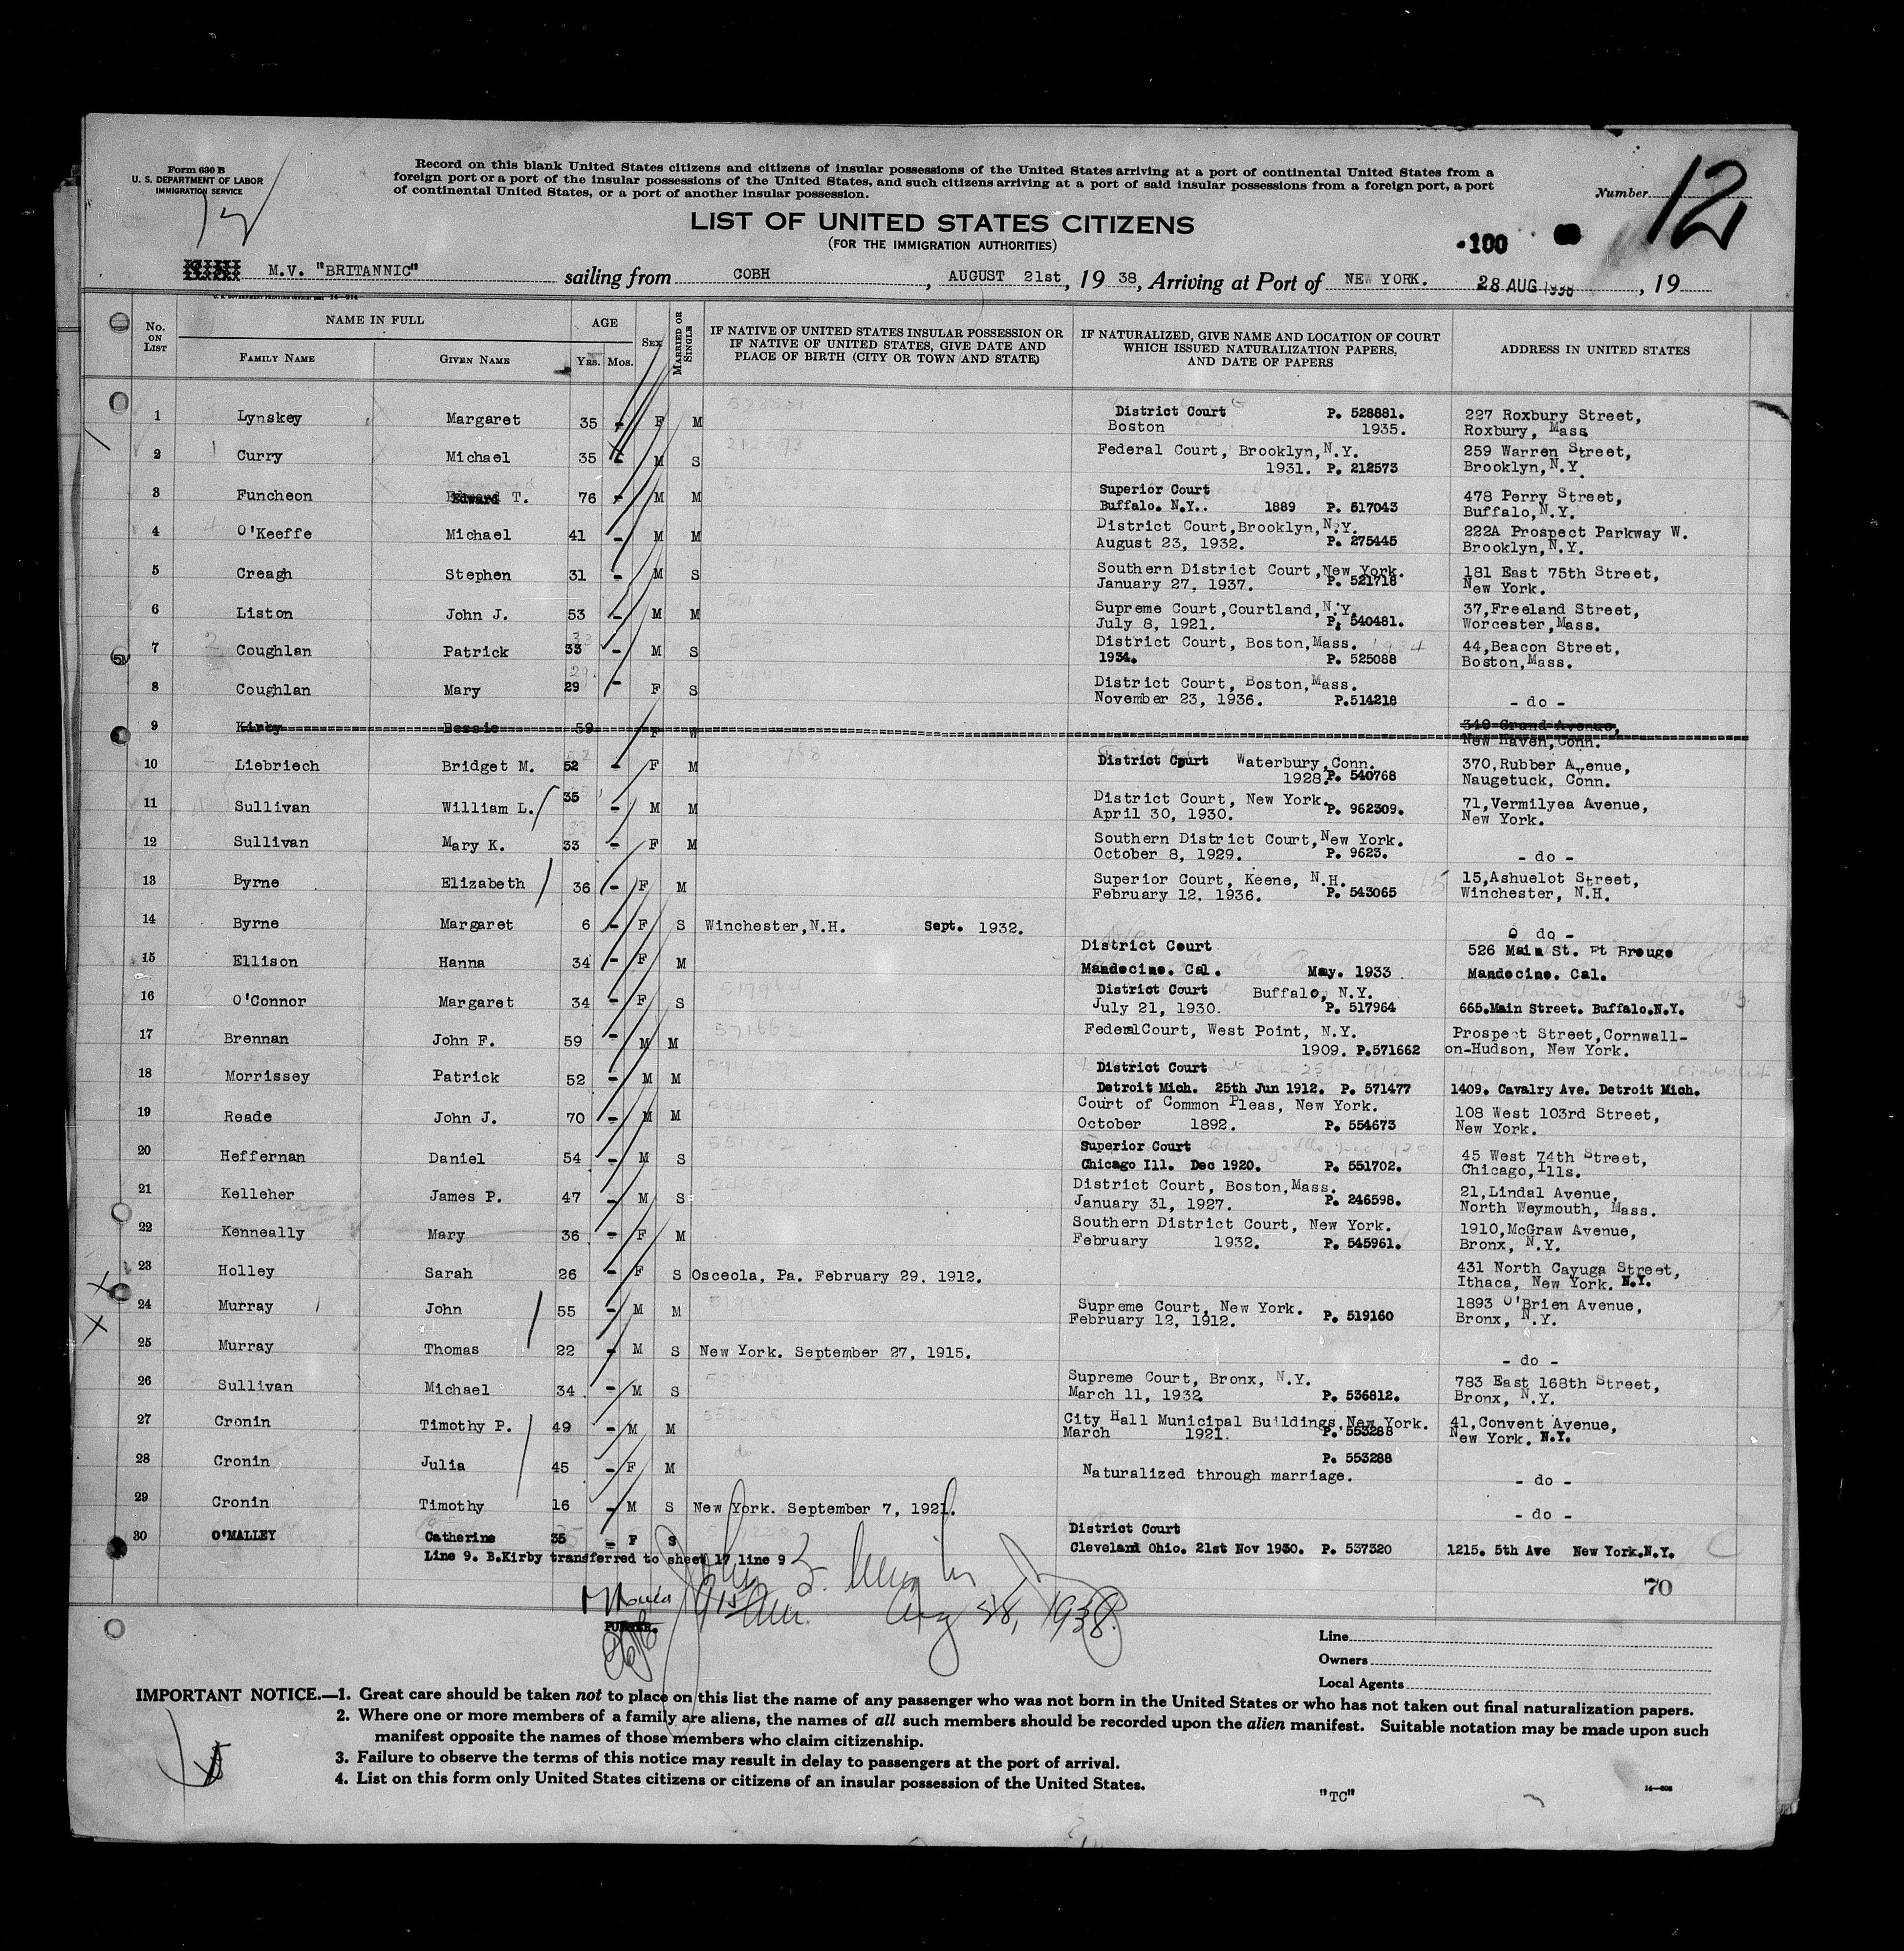 Form 630 B
U. S. DEPARTMENT OF LABOR
IMMIGRATION SERVICE
Record on this blank United States citizens and citizens of insular possessions of the United States arriving at a port of continental United States from a
foreign port or a port of the insular possessions of the United States, and such citizens arriving at a port of said insular possessions from a foreign port, a port
of continental United States, or a port of another insular possession.
Number 12
LIST OF UNITED STATES CITIZENS
(FOR THE IMMIGRATION AUTHORITIES)
-100
M.V. "BRITANNIC" sailing from COBH, AUGUST 21st, 19 38, Arriving at Port of NEW YORK. 28 AUG 1938, 19
No. ON LIST
NAME IN FULL
FAMILY NAME
GIVEN NAME
AGE
YRS. MOS.
SEX
MARRIED OR SINGLE
IF NATIVE OF UNITED STATES INSULAR POSSESSION OR
IF NATIVE OF UNITED STATES, GIVE DATE AND
PLACE OF BIRTH (CITY OR TOWN AND STATE)
IF NATURALIZED, GIVE NAME AND LOCATION OF COURT
WHICH ISSUED NATURALIZATION PAPERS,
AND DATE OF PAPERS
ADDRESS IN UNITED STATES
1 Lynskey Margaret 35 - F M District Court P. 528881. 227 Roxbury Street,
Boston 1935. Roxbury, Mass
2 Curry Michael 35 - M S Federal Court, Brooklyn, N.Y. 259 Warren Street,
1931. P. 212573 Brooklyn, N.Y.
3 Funcheon Edward T. 76 - M M Superior Court 478 Perry Street,
Buffalo. N.Y.. 1889 P. 517043 Buffalo, N.Y.
4 O'Keeffe Michael 41 - M M District Court, Brooklyn, N.Y. 222A Prospect Parkway W.
August 23, 1932. P. 275445 Brooklyn, N.Y.
5 Creagh Stephen 31 - M S Southern District Court, New York. 181 East 75th Street,
January 27, 1937. P. 521718 New York.
6 Liston John J. 53 - M M Supreme Court, Courtland, N.Y. 37, Freeland Street,
July 8, 1921. P. 540481. Worcester, Mass.
7 Coughlan Patrick 33 - M S District Court, Boston, Mass. 1934 44, Beacon Street,
1934. P. 525088 Boston, Mass.
8 Coughlan Mary 29 - F S District Court, Boston, Mass.
November 23, 1936. P.514218 - do -
9 Kirby Bessie 59 F W 340 Grand Avenue,
New Haven, Conn.
10 Liebriech Bridget M. 52 - F M District Court Waterbury, Conn. 370, Rubber Avenue,
1928. P. 540768 Naugetuck, Conn.
11 Sullivan William L. 35 - M M District Court, New York. P. 962309. 71, Vermilyea Avenue,
April 30, 1930. New York.
12 Sullivan Mary K. 33 - F M Southern District Court, New York.
October 8, 1929. P. 9623. - do -
13 Byrne Elizabeth 36 - F M Superior Court, Keene, N.H. 15, Ashuelot Street,
February 12, 1936. P. 543065 Winchester, N.H.
14 Byrne Margaret 6 - F S Winchester, N.H. Sept. 1932. - do -
15 Ellison Hanna 34 - F M District Court 526 Main St. Pt Brouge
Mandecino. Cal. May. 1933 Mandecino. Cal.
16 O'Connor Margaret 34 - F S District Court Buffalo, N.Y.
July 21, 1930. P. 517964 665.Main Street. Buffalo.N.Y.
17 Brennan John F. 59 - M M Federal Court, West Point, N.Y. Prospect Street, Cornwall-
1909. P.571662 on-Hudson, New York.
18 Morrissey Patrick 52 - M M District Court
Detroit Mich. 25th Jun 1912. P. 571477 1409. Cavalry Ave. Detroit Mich.
19 Reade John J. 70 - M M Court of Common Pleas, New York. 108 West 103rd Street,
October 1892. P. 554673 New York.
20 Heffernan Daniel 54 - M S Superior Court 45 West 74th Street,
Chicago Ill. Dec 1920. P. 551702. Chicago, Ills.
21 Kelleher James P. 47 - M S District Court, Boston, Mass. 21, Lindal Avenue,
January 31, 1927. P. 246598. North Weymouth, Mass.
22 Kenneally Mary 36 - F M Southern District Court, New York. 1910, McGraw Avenue,
February 1932. P. 545961. Bronx, N.Y.
23 Holley Sarah 26 - F S Osceola, Pa. February 29, 1912. 431 North Cayuga Street,
Ithaca, New York. N.Y.
24 Murray John 55 - M M Supreme Court, New York. 1893 O'Brien Avenue,
February 12, 1912. P. 519160 Bronx, N.Y.
25 Murray Thomas 22 - M S New York. September 27, 1915. - do -
26 Sullivan Michael 34 - M S Supreme Court, Bronx, N.Y. 783 East 168th Street,
March 11, 1932 P. 536812. Bronx, N.Y.
27 Cronin Timothy P. 49 - M M City Hall Municipal Buildings, New York. 41, Convent Avenue,
March 1921. P. 553288 New York. N.Y.
28 Cronin Julia 45 - F M P. 553288
Naturalized through marriage. - do -
29 Cronin Timothy 16 - M S New York. September 7, 1921. - do -
30 O'MALLEY Catherine 35 - F S District Court
Cleveland Ohio. 21st Nov 1930. P. 537320 1215. 5th Ave New York.N.Y.
Line 9. B.Kirby transferred to sheet 17 line 9
70
Aug 28, 1938.
PURSER.
Line
Owners
Local Agents
IMPORTANT NOTICE.—1. Great care should be taken not to place on this list the name of any passenger who was not born in the United States or who has not taken out final naturalization papers.
2. Where one or more members of a family are aliens, the names of all such members should be recorded upon the alien manifest. Suitable notation may be made upon such
manifest opposite the names of those members who claim citizenship.
3. Failure to observe the terms of this notice may result in delay to passengers at the port of arrival.
4. List on this form only United States citizens or citizens of an insular possession of the United States.
"TC"